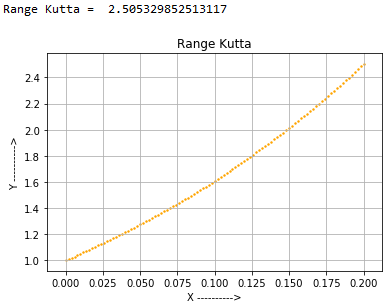 Range Kutta =  2.505329852513117
Range Kutta
2.4
2.2
2.0
1.8
1.6
1.4
1.2
1.0
Y ---------->
0.000 0.025 0.050 0.075 0.100 0.125 0.150 0.175 0.200
X ---------->